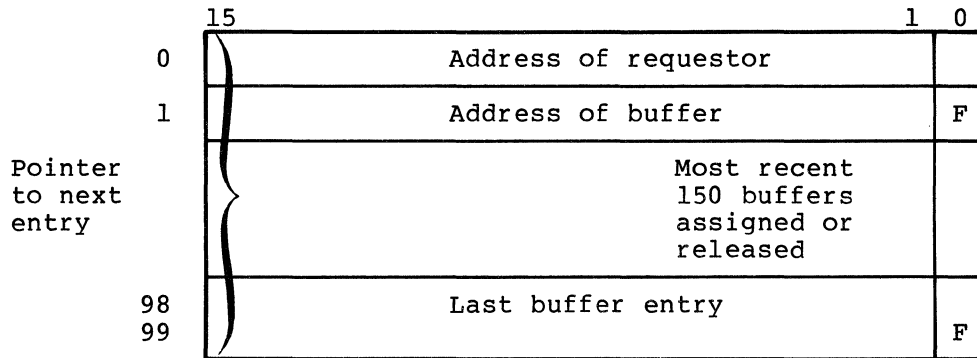 15 1 0
0 Address of requestor
1 Address of buffer F
Pointer
to next
entry
Most recent
150 buffers
assigned or
released
98 Last buffer entry
99 F